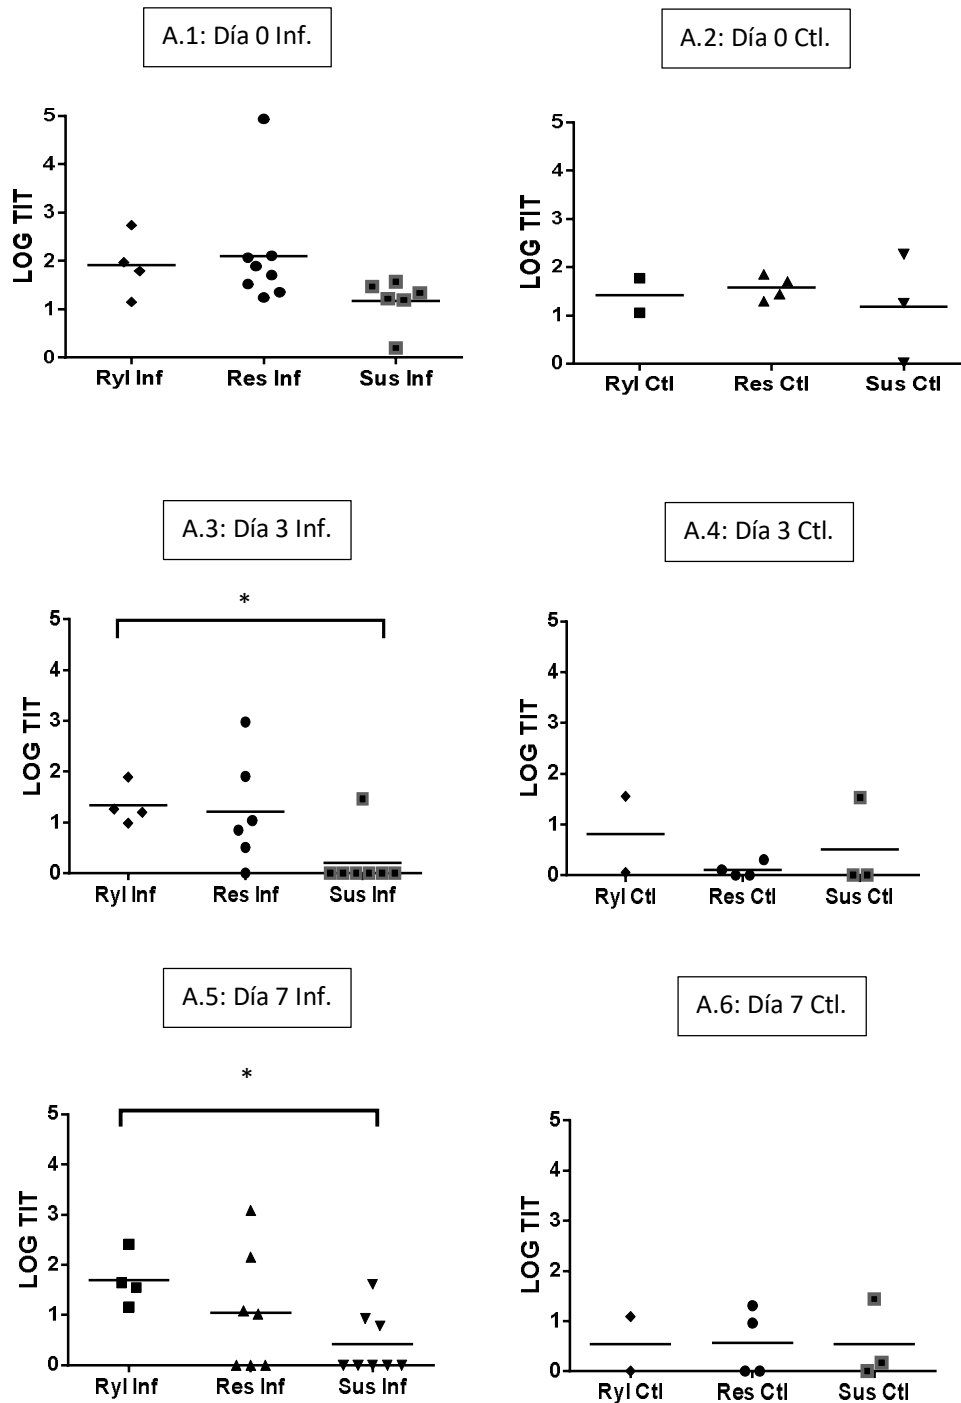 A.1: Día 0 Inf.
A.2: Día 0 Ctl.
LOG TIT
5
4
3
2
1
0
Ryl Inf
Res Inf
Sus Inf
LOG TIT
5
4
3
2
1
0
Ryl Ctl
Res Ctl
Sus Ctl
A.3: Día 3 Inf.
A.4: Día 3 Ctl.
*
LOG TIT
5
4
3
2
1
0
Ryl Inf
Res Inf
Sus Inf
LOG TIT
5
4
3
2
1
0
Ryl Ctl
Res Ctl
Sus Ctl
A.5: Día 7 Inf.
A.6: Día 7 Ctl.
*
LOG TIT
5
4
3
2
1
0
Ryl Inf
Res Inf
Sus Inf
LOG TIT
5
4
3
2
1
0
Ryl Ctl
Res Ctl
Sus Ctl